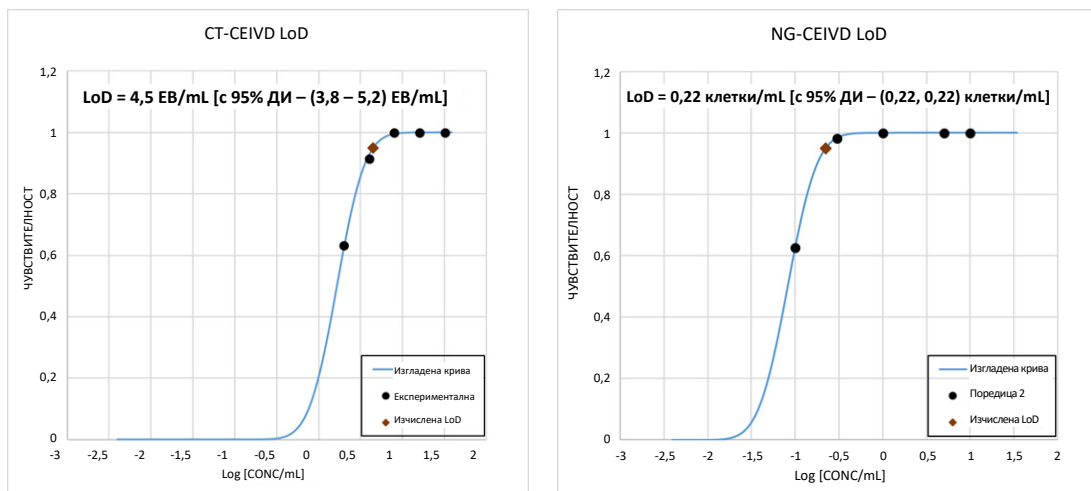 CT-CEIVD LoD
1,2
LoD = 4,5 EB/mL [с 95% ДИ – (3,8 – 5,2) EB/mL]
1
0,8
0,6
0,4
0,2
0
ЧУВСТВИТЕЛНОСТ
Изгладена крива
Експериментална
Изчислена LoD
-3 -2,5 -2 -1,5 -1 -0,5 0 0,5 1 1,5 2
Log [CONC/mL]
NG-CEIVD LoD
1,2
LoD = 0,22 клетки/mL [с 95% ДИ – (0,22, 0,22) клетки/mL]
1
0,8
0,6
0,4
0,2
0
ЧУВСТВИТЕЛНОСТ
Изгладена крива
Поредица 2
Изчислена LoD
-3 -2,5 -2 -1,5 -1 -0,5 0 0,5 1 1,5 2
Log [CONC/mL]